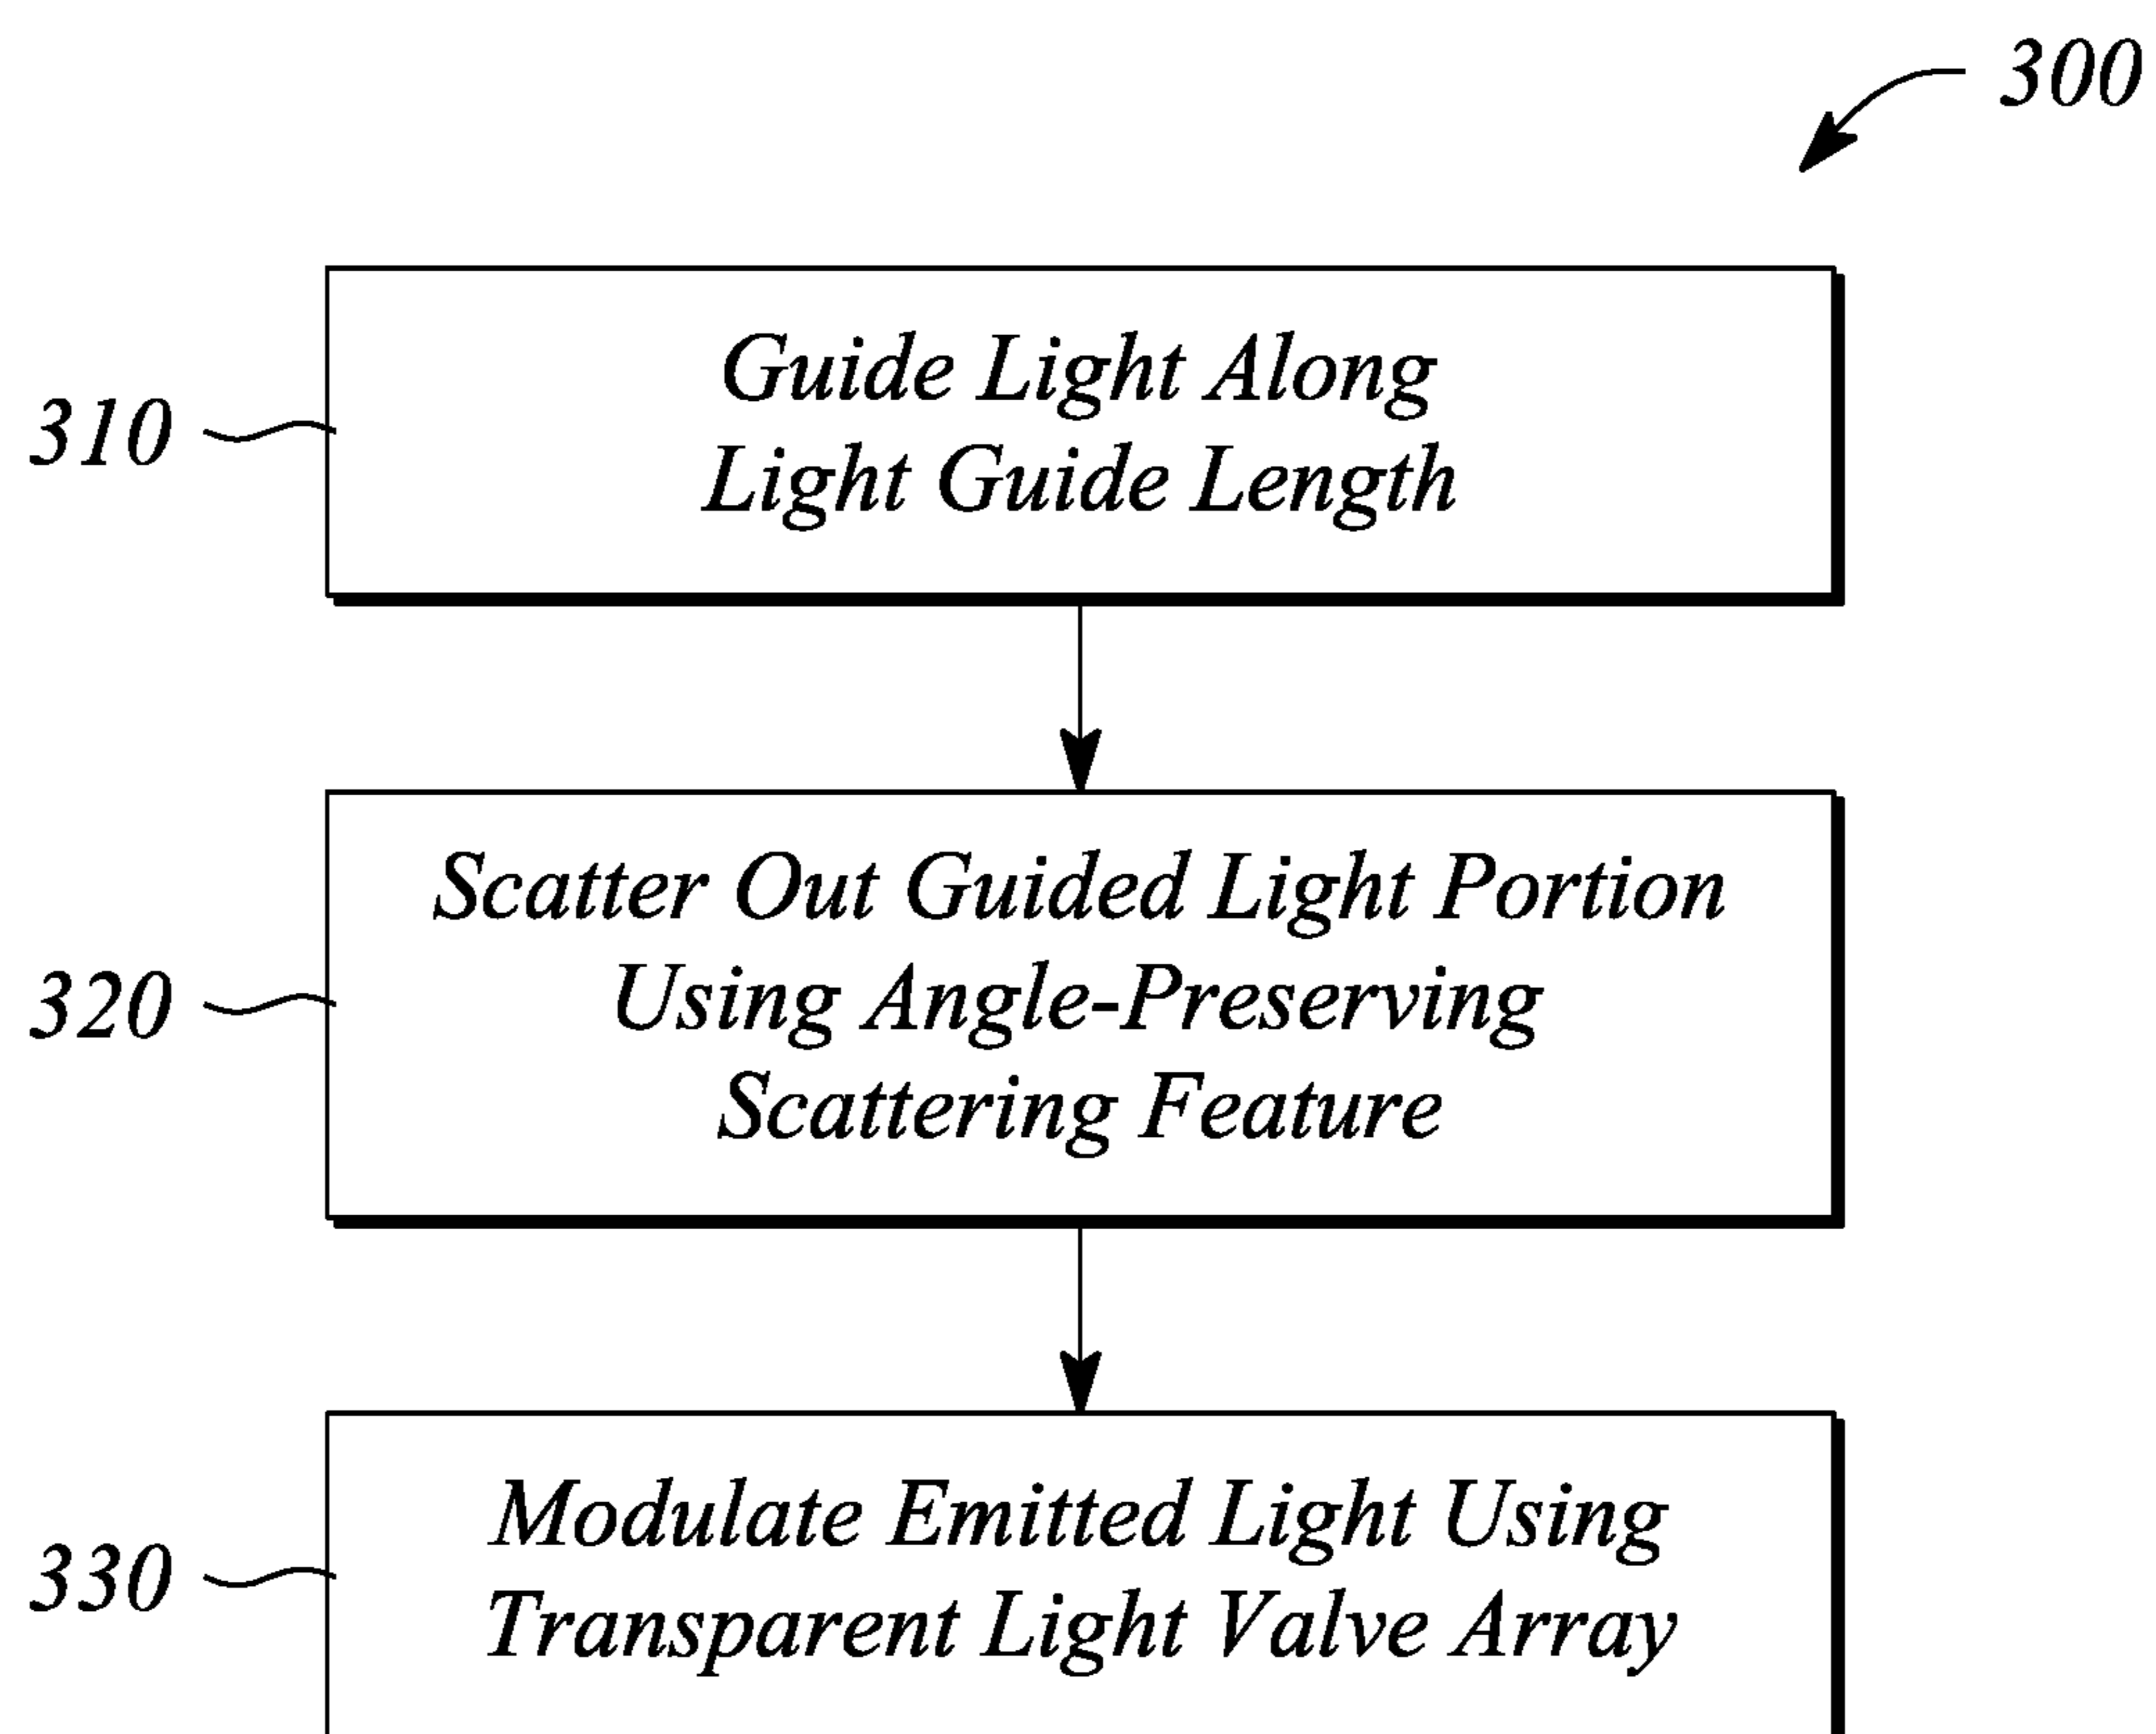 300
310
Guide Light Along
Light Guide Length
320
Scatter Out Guided Light Portion
Using Angle-Preserving
Scattering Feature
330
Modulate Emitted Light Using
Transparent Light Valve Array